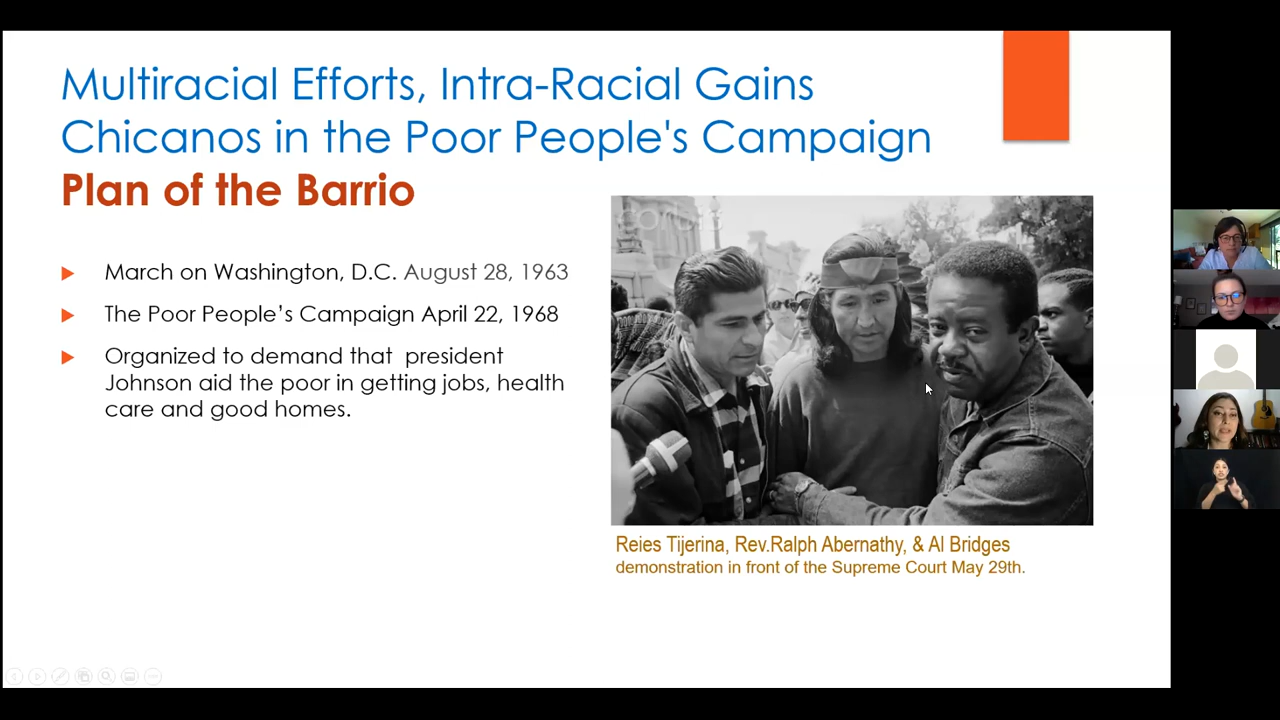 Multiracial Efforts, Intra-Racial Gains
Chicanos in the Poor People's Campaign
Plan of the Barrio
March on Washington, D.C. August 28, 1963
The Poor People's Campaign April 22, 1968
Organized to demand that president
Johnson aid the poor in getting jobs, health
care and good homes.
corbis
Reies Tijerina, Rev.Ralph Abernathy, & Al Bridges
demonstration in front of the Supreme Court May 29th.